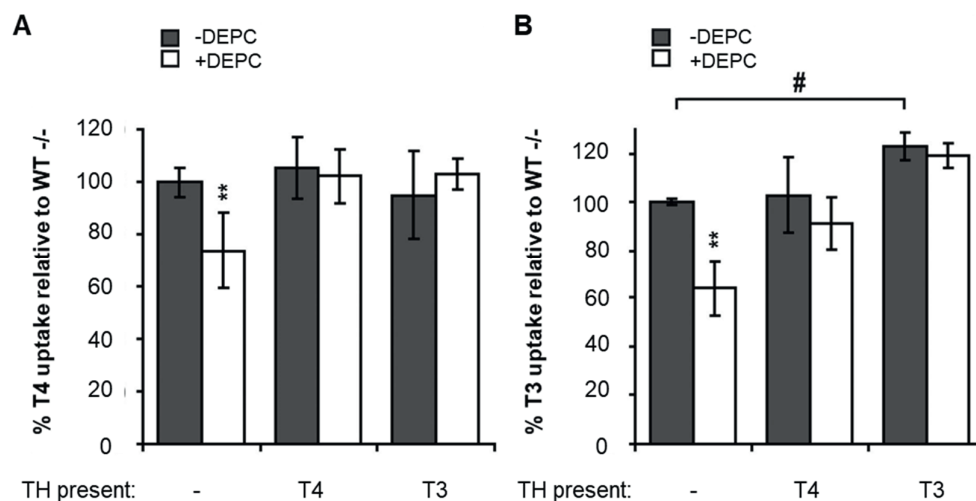 A
-DEPC
+DEPC
% T4 uptake relative to WT -/-
120
100
80
60
40
20
0
**
TH present: - T4 T3
B
-DEPC
+DEPC
#
% T3 uptake relative to WT -/-
120
100
80
60
40
20
0
**
TH present: - T4 T3